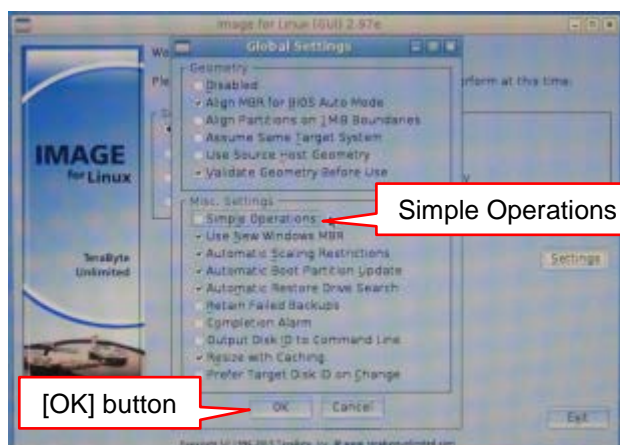 Image for Linux (GUI) 2.97e
Global Settings
Geometry
Disabled
Align MBR for BIOS Auto Mode
Align Partitions on 1MB Boundaries
Assume Same Target System
Use Source Host Geometry
Validate Geometry Before Use
Misc. Settings
Simple Operations
Use New Windows MBR
Automatic Scaling Restrictions
Automatic Boot Partition Update
Automatic Restore Drive Search
Retain Failed Backups
Completion Alarm
Output Disk ID to Command Line
Resize with Caching
Prefer Target Disk ID on Change
OK
Cancel
Wo
Ple
rform at this time:
IMAGE
for Linux
TeraByte
Unlimited
Settings
Exit
Simple Operations
[OK] button